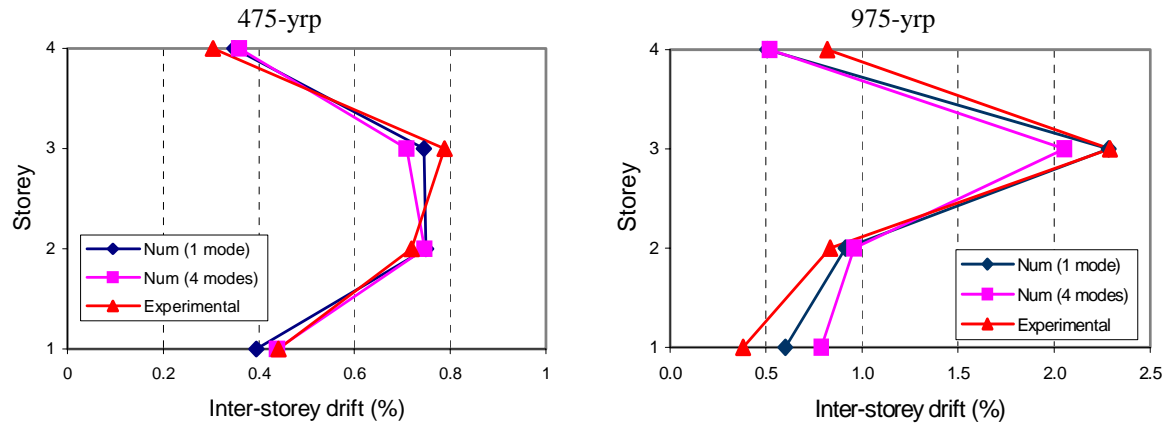 475-yrp
4
3
2
1
Storey
Num (1 mode)
Num (4 modes)
Experimental
0 0.2 0.4 0.6 0.8 1
Inter-storey drift (%)
975-yrp
4
3
2
1
Storey
Num (1 mode)
Num (4 modes)
Experimental
0.0 0.5 1.0 1.5 2.0 2.5
Inter-storey drift (%)